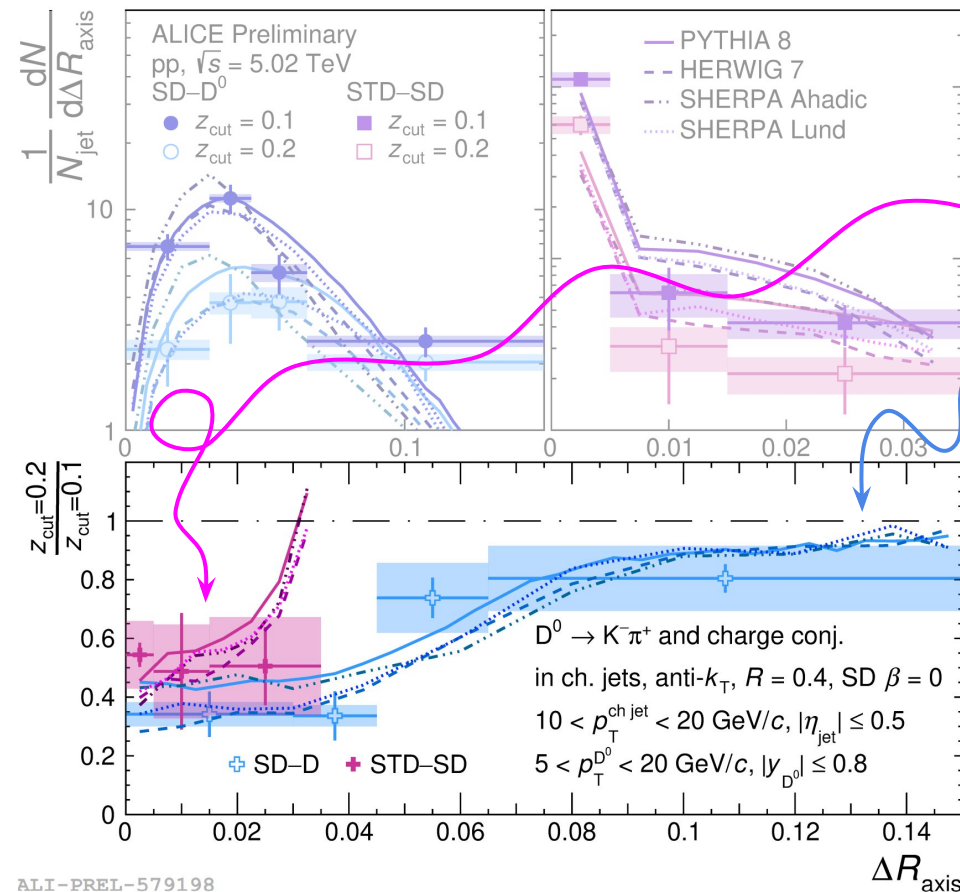 1/N_jet dN/dΔR_axis
ALICE Preliminary
pp, √s = 5.02 TeV
SD–D⁰ STD–SD
z_cut = 0.1 z_cut = 0.1
z_cut = 0.2 z_cut = 0.2
PYTHIA 8
HERWIG 7
SHERPA Ahadic
SHERPA Lund
10
1
0 0.1
0 0.01 0.02 0.03
z_cut=0.2/z_cut=0.1
1
0.8
0.6
0.4
0.2
0
D⁰ → K⁻π⁺ and charge conj.
in ch. jets, anti-k_T, R = 0.4, SD β = 0
10 < p_T^ch jet < 20 GeV/c, |η_jet| ≤ 0.5
5 < p_T^D⁰ < 20 GeV/c, |y_D⁰| ≤ 0.8
SD–D STD–SD
0 0.02 0.04 0.06 0.08 0.1 0.12 0.14
ΔR_axis
ALI-PREL-579198